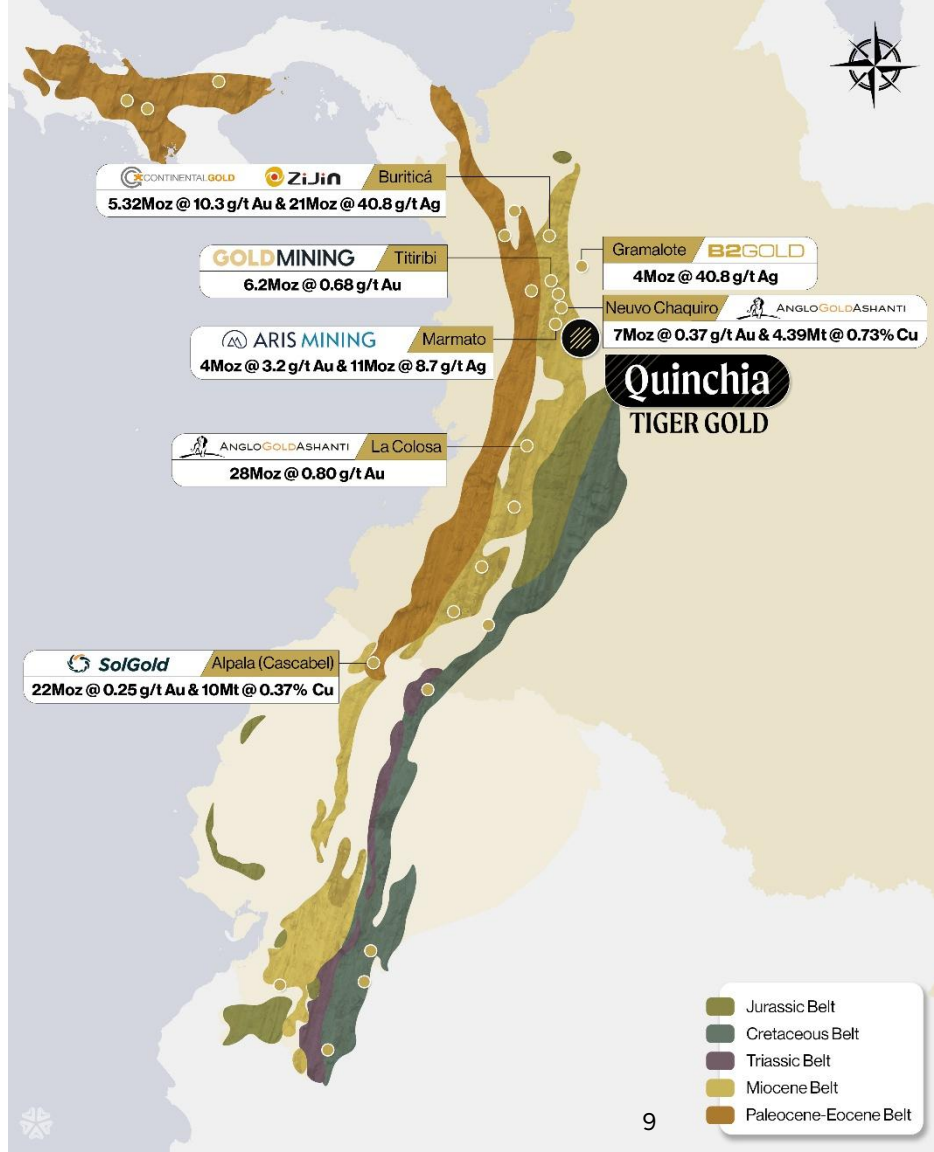 CONTINENTALGOLD ZiJin Buriticá
5.32Moz @ 10.3 g/t Au & 21Moz @ 40.8 g/t Ag
GOLDMINING Titiribi
6.2Moz @ 0.68 g/t Au
Gramalote B2GOLD
4Moz @ 40.8 g/t Ag
Neuvo Chaquiro ANGLOGOLDASHANTI
7Moz @ 0.37 g/t Au & 4.39Mt @ 0.73% Cu
ARIS MINING Marmato
4Moz @ 3.2 g/t Au & 11Moz @ 8.7 g/t Ag
Quinchia
TIGER GOLD
ANGLOGOLDASHANTI La Colosa
28Moz @ 0.80 g/t Au
SolGold Alpala (Cascabel)
22Moz @ 0.25 g/t Au & 10Mt @ 0.37% Cu
Jurassic Belt
Cretaceous Belt
Triassic Belt
Miocene Belt
Paleocene-Eocene Belt
9